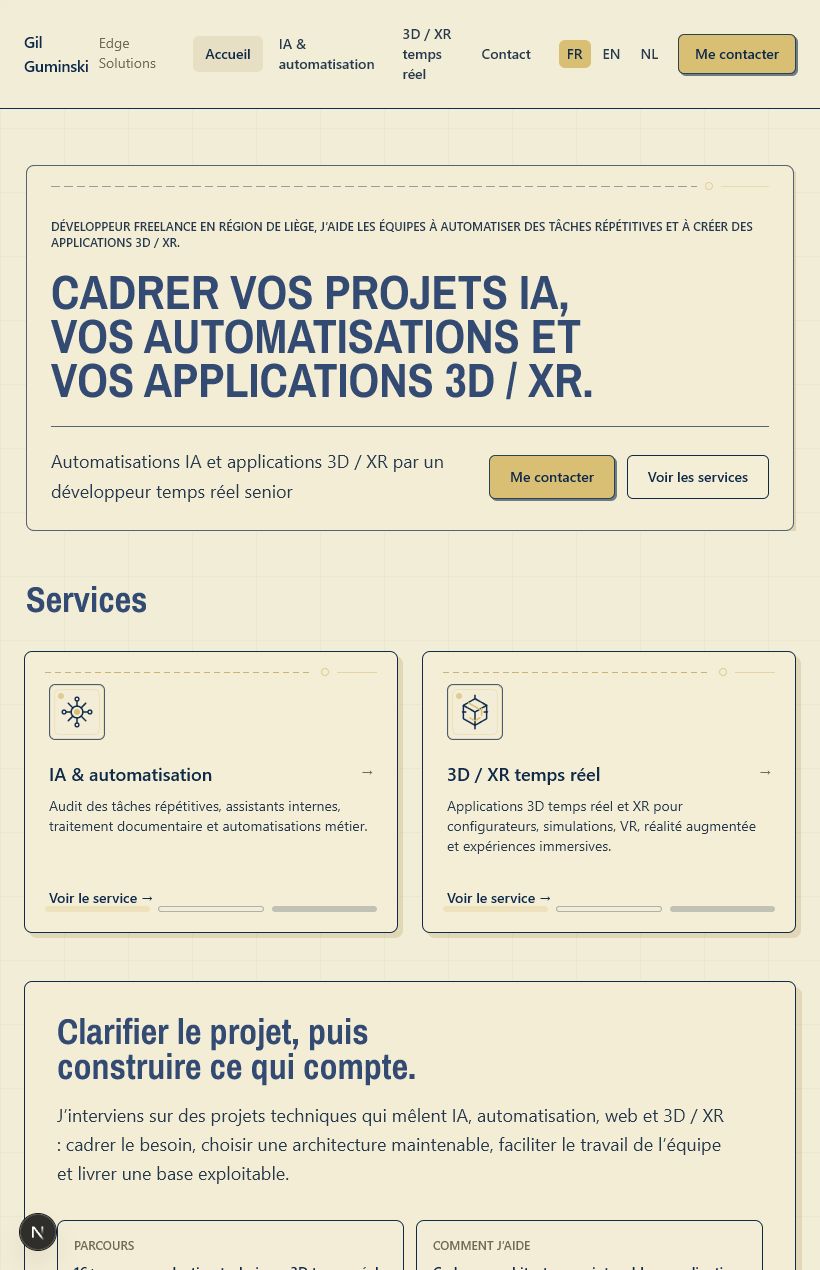 Gil
Guminski
Edge
Solutions
Accueil
IA &
automatisation
3D / XR
temps
réel
Contact
FR
EN
NL
Me contacter
DÉVELOPPEUR FREELANCE EN RÉGION DE LIÈGE, J’AIDE LES ÉQUIPES À AUTOMATISER DES TÂCHES RÉPÉTITIVES ET À CRÉER DES
APPLICATIONS 3D / XR.
CADRER VOS PROJETS IA,
VOS AUTOMATISATIONS ET
VOS APPLICATIONS 3D / XR.
Automatisations IA et applications 3D / XR par un
développeur temps réel senior
Me contacter
Voir les services
Services
IA & automatisation →
Audit des tâches répétitives, assistants internes,
traitement documentaire et automatisations métier.
Voir le service →
3D / XR temps réel →
Applications 3D temps réel et XR pour
configurateurs, simulations, VR, réalité augmentée
et expériences immersives.
Voir le service →
Clarifier le projet, puis
construire ce qui compte.
J’interviens sur des projets techniques qui mêlent IA, automatisation, web et 3D / XR
: cadrer le besoin, choisir une architecture maintenable, faciliter le travail de l’équipe
et livrer une base exploitable.
N
PARCOURS
COMMENT J’AIDE